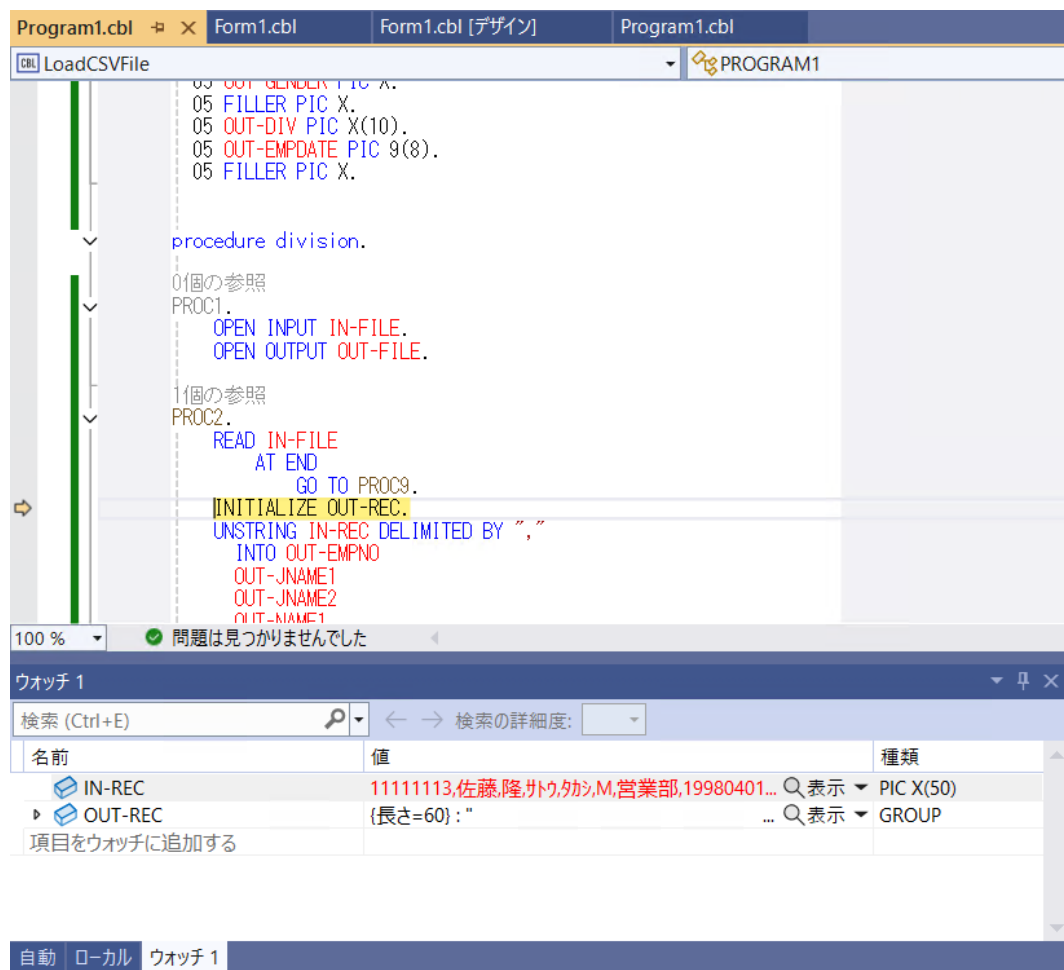 Program1.cbl
Form1.cbl
Form1.cbl [デザイン]
Program1.cbl
CBL LoadCSVFile
PROGRAM1
05 OUT-GENDER PIC X.
05 FILLER PIC X.
05 OUT-DIV PIC X(10).
05 OUT-EMPDATE PIC 9(8).
05 FILLER PIC X.
procedure division.
0個の参照
PROC1.
OPEN INPUT IN-FILE.
OPEN OUTPUT OUT-FILE.
1個の参照
PROC2.
READ IN-FILE
AT END
GO TO PROC9.
INITIALIZE OUT-REC.
UNSTRING IN-REC DELIMITED BY ","
INTO OUT-EMPNO
OUT-JNAME1
OUT-JNAME2
OUT-NAME1
100 %
問題は見つかりませんでした
ウォッチ 1
検索 (Ctrl+E)
検索の詳細度:
名前 値 種類
IN-REC 11111113,佐藤,隆,ｻﾄｳ,ﾀｶｼ,M,営業部,19980401... 表示 PIC X(50)
OUT-REC {長さ=60} : " ... 表示 GROUP
項目をウォッチに追加する
自動 ローカル ウォッチ 1